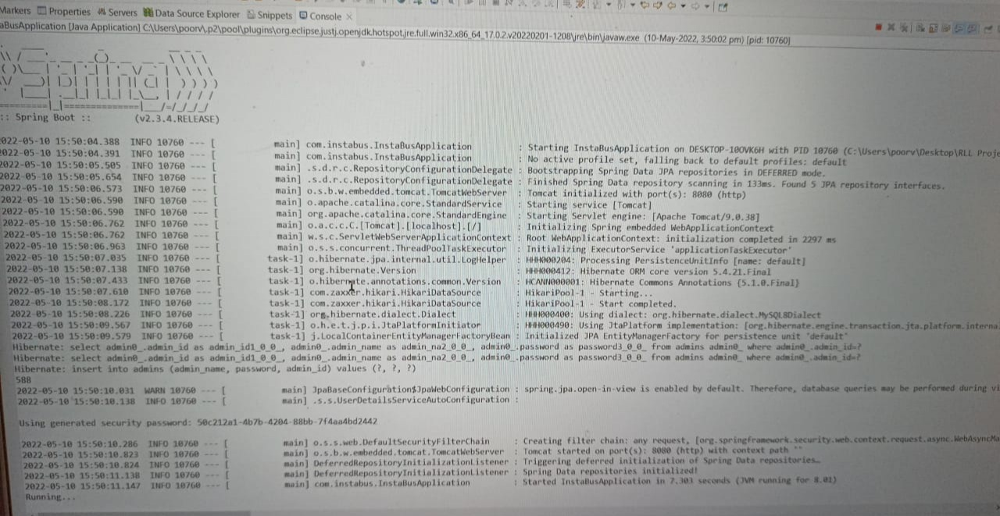 Markers Properties Servers Data Source Explorer Snippets Console
aBusApplication [Java Application] C:\Users\poorv\.p2\pool\plugins\org.eclipse.justj.openjdk.hotspot.jre.full.win32.x86_64_17.0.2.v20220201-1208\jre\bin\javaw.exe (10-May-2022, 3:50:02 pm) [pid: 10760]
:: Spring Boot :: (v2.3.4.RELEASE)
022-05-10 15:50:04.388 INFO 10760 --- [ main] com.instabus.InstaBusApplication : Starting InstaBusApplication on DESKTOP-10OVK6H with PID 10760 (C:\Users\poorv\Desktop\RLL Proje
022-05-10 15:50:04.391 INFO 10760 --- [ main] com.instabus.InstaBusApplication : No active profile set, falling back to default profiles: default
2022-05-10 15:50:05.505 INFO 10760 --- [ main] .s.d.r.c.RepositoryConfigurationDelegate : Bootstrapping Spring Data JPA repositories in DEFERRED mode.
2022-05-10 15:50:05.654 INFO 10760 --- [ main] .s.d.r.c.RepositoryConfigurationDelegate : Finished Spring Data repository scanning in 133ms. Found 5 JPA repository interfaces.
2022-05-10 15:50:06.573 INFO 10760 --- [ main] o.s.b.w.embedded.tomcat.TomcatWebServer : Tomcat initialized with port(s): 8080 (http)
2022-05-10 15:50:06.590 INFO 10760 --- [ main] o.apache.catalina.core.StandardService : Starting service [Tomcat]
2022-05-10 15:50:06.590 INFO 10760 --- [ main] org.apache.catalina.core.StandardEngine : Starting Servlet engine: [Apache Tomcat/9.0.38]
2022-05-10 15:50:06.762 INFO 10760 --- [ main] o.a.c.c.C.[Tomcat].[localhost].[/] : Initializing Spring embedded WebApplicationContext
2022-05-10 15:50:06.762 INFO 10760 --- [ main] w.s.c.ServletWebServerApplicationContext : Root WebApplicationContext: initialization completed in 2297 ms
2022-05-10 15:50:06.963 INFO 10760 --- [ main] o.s.s.concurrent.ThreadPoolTaskExecutor : Initializing ExecutorService 'applicationTaskExecutor'
2022-05-10 15:50:07.035 INFO 10760 --- [ task-1] o.hibernate.jpa.internal.util.LogHelper : HHH000204: Processing PersistenceUnitInfo [name: default]
2022-05-10 15:50:07.138 INFO 10760 --- [ task-1] org.hibernate.Version : HHH000412: Hibernate ORM core version 5.4.21.Final
2022-05-10 15:50:07.433 INFO 10760 --- [ task-1] o.hibernate.annotations.common.Version : HCANN000001: Hibernate Commons Annotations {5.1.0.Final}
2022-05-10 15:50:07.610 INFO 10760 --- [ task-1] com.zaxxer.hikari.HikariDataSource : HikariPool-1 - Starting...
2022-05-10 15:50:08.172 INFO 10760 --- [ task-1] com.zaxxer.hikari.HikariDataSource : HikariPool-1 - Start completed.
2022-05-10 15:50:08.226 INFO 10760 --- [ task-1] org.hibernate.dialect.Dialect : HHH000400: Using dialect: org.hibernate.dialect.MySQL8Dialect
2022-05-10 15:50:09.567 INFO 10760 --- [ task-1] o.h.e.t.j.p.i.JtaPlatformInitiator : HHH000490: Using JtaPlatform implementation: [org.hibernate.engine.transaction.jta.platform.interna
2022-05-10 15:50:09.579 INFO 10760 --- [ task-1] j.LocalContainerEntityManagerFactoryBean : Initialized JPA EntityManagerFactory for persistence unit 'default'
Hibernate: select admin0_.admin_id as admin_id1_0_0_, admin0_.admin_name as admin_na2_0_0_, admin0_.password as password3_0_0_ from admins admin0_ where admin0_.admin_id=?
Hibernate: select admin0_.admin_id as admin_id1_0_0_, admin0_.admin_name as admin_na2_0_0_, admin0_.password as password3_0_0_ from admins admin0_ where admin0_.admin_id=?
Hibernate: insert into admins (admin_name, password, admin_id) values (?, ?, ?)
588
2022-05-10 15:50:10.031 WARN 10760 --- [ main] JpaBaseConfiguration$JpaWebConfiguration : spring.jpa.open-in-view is enabled by default. Therefore, database queries may be performed during vi
2022-05-10 15:50:10.138 INFO 10760 --- [ main] .s.s.UserDetailsServiceAutoConfiguration :
Using generated security password: 50c212a1-4b7b-4204-88bb-7f4aa4bd2442
2022-05-10 15:50:10.286 INFO 10760 --- [ main] o.s.s.web.DefaultSecurityFilterChain : Creating filter chain: any request, [org.springframework.security.web.context.request.async.WebAsyncMa
2022-05-10 15:50:10.823 INFO 10760 --- [ main] o.s.b.w.embedded.tomcat.TomcatWebServer : Tomcat started on port(s): 8080 (http) with context path ''
2022-05-10 15:50:10.824 INFO 10760 --- [ main] DeferredRepositoryInitializationListener : Triggering deferred initialization of Spring Data repositories…
2022-05-10 15:50:11.138 INFO 10760 --- [ main] DeferredRepositoryInitializationListener : Spring Data repositories initialized!
2022-05-10 15:50:11.147 INFO 10760 --- [ main] com.instabus.InstaBusApplication : Started InstaBusApplication in 7.303 seconds (JVM running for 8.01)
Running...